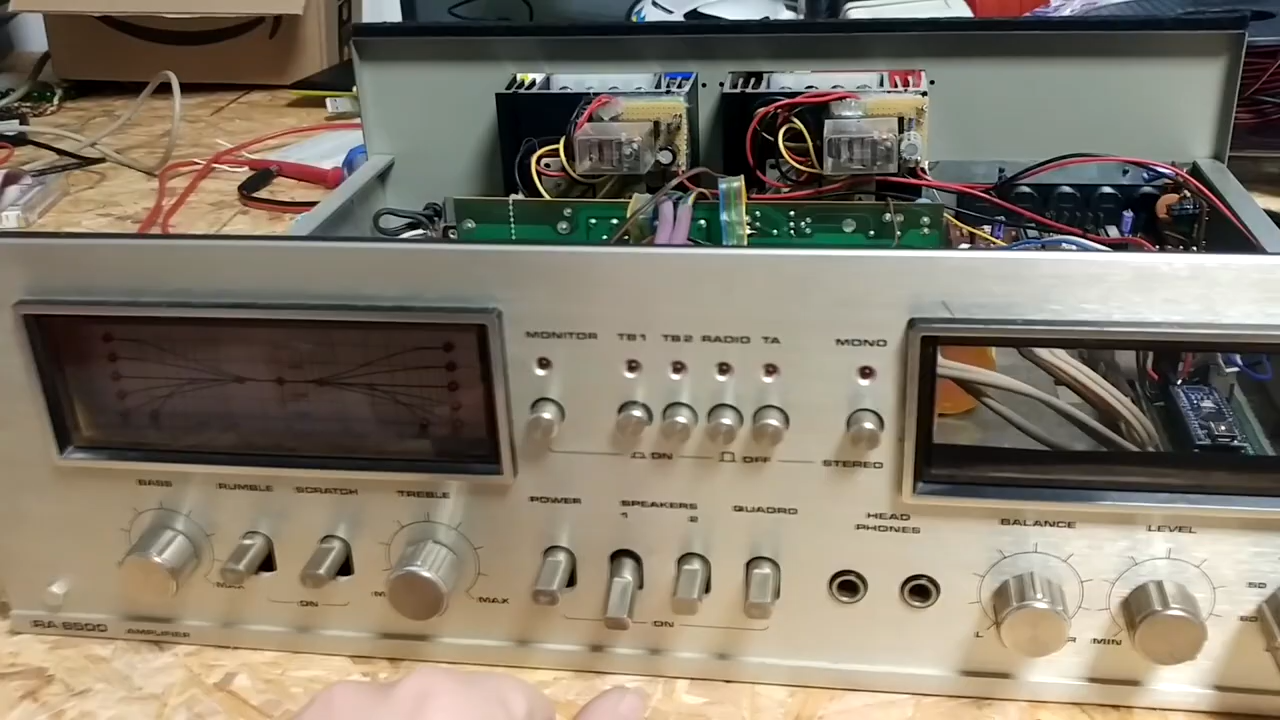 MONITOR TB1 TB2 RADIO TA MONO
ON OFF STEREO
BASS RUMBLE SCRATCH TREBLE
POWER SPEAKERS QUADRO
1 2
HEAD
PHONES
BALANCE LEVEL
MAX
ON
MAX
ON
L R MIN
RA 6500 AMPLIFIER